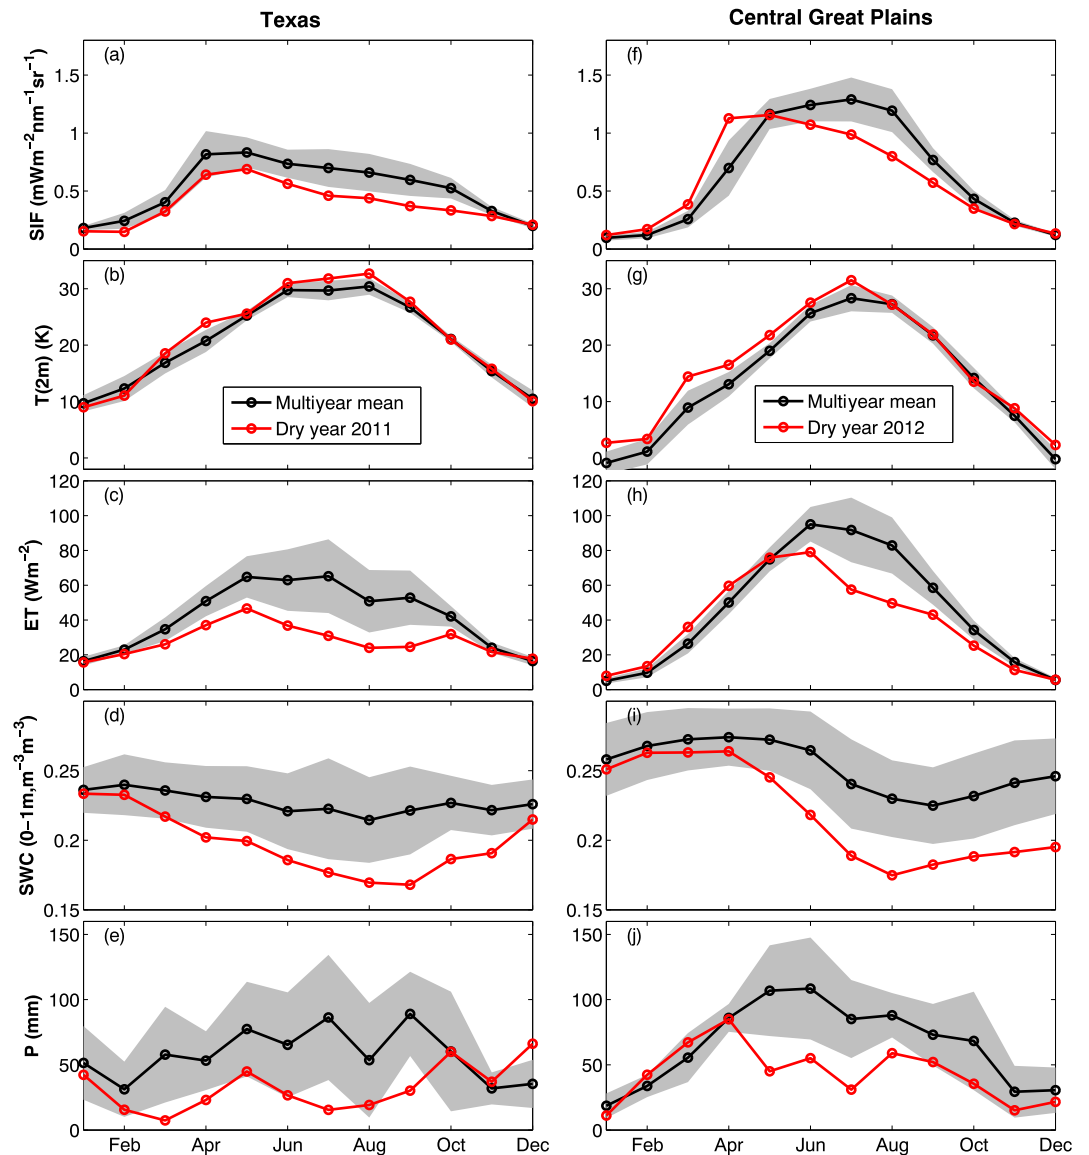 Texas
Central Great Plains
(a)
(f)
SIF (mWm−2nm−1sr−1)
1.5
1
0.5
0
1.5
1
0.5
0
(b)
(g)
T(2m) (K)
30
20
10
0
30
20
10
0
Multiyear mean
Dry year 2011
Multiyear mean
Dry year 2012
(c)
(h)
ET (Wm−2)
120
100
80
60
40
20
0
120
100
80
60
40
20
0
(d)
(i)
SWC (0−1m,m−3m−3)
0.25
0.2
0.15
0.25
0.2
0.15
(e)
(j)
P (mm)
150
100
50
0
150
100
50
0
Feb Apr Jun Aug Oct Dec
Feb Apr Jun Aug Oct Dec